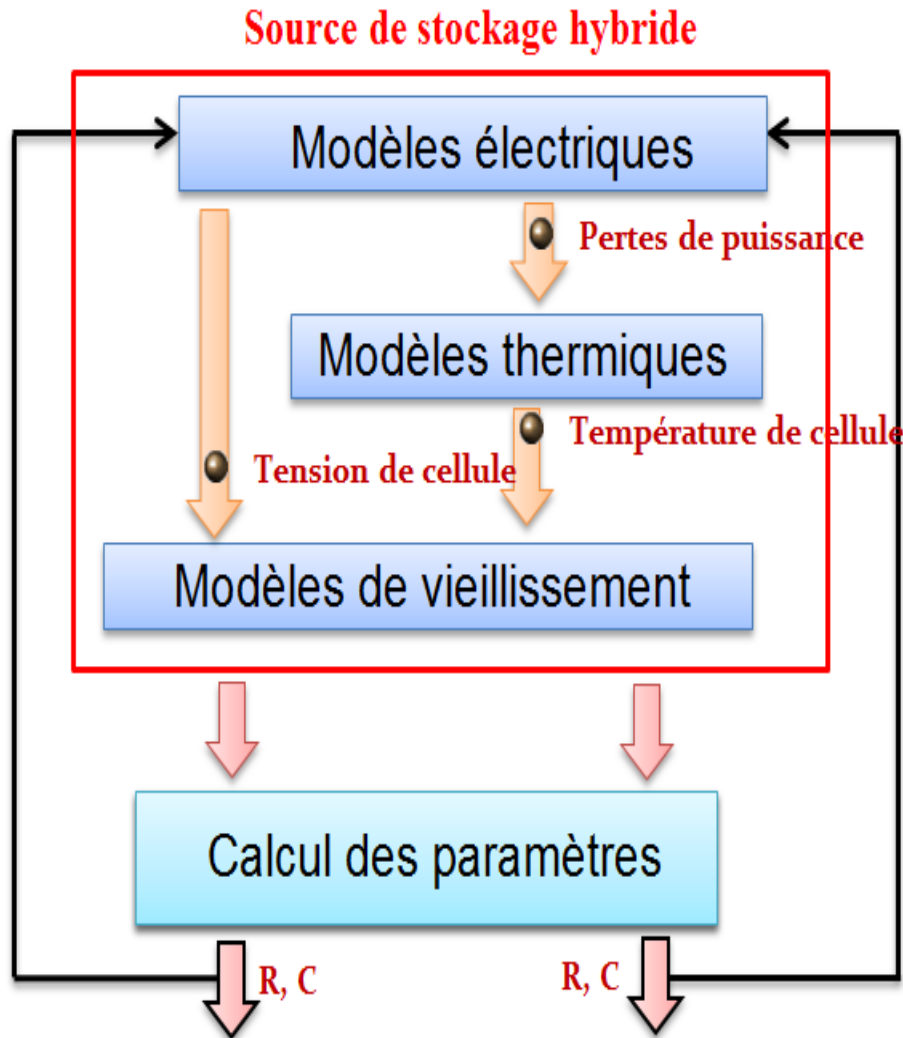 Source de stockage hybride
Modèles électriques
Pertes de puissance
Modèles thermiques
Température de cellule
Tension de cellule
Modèles de vieillissement
Calcul des paramètres
R, C
R, C